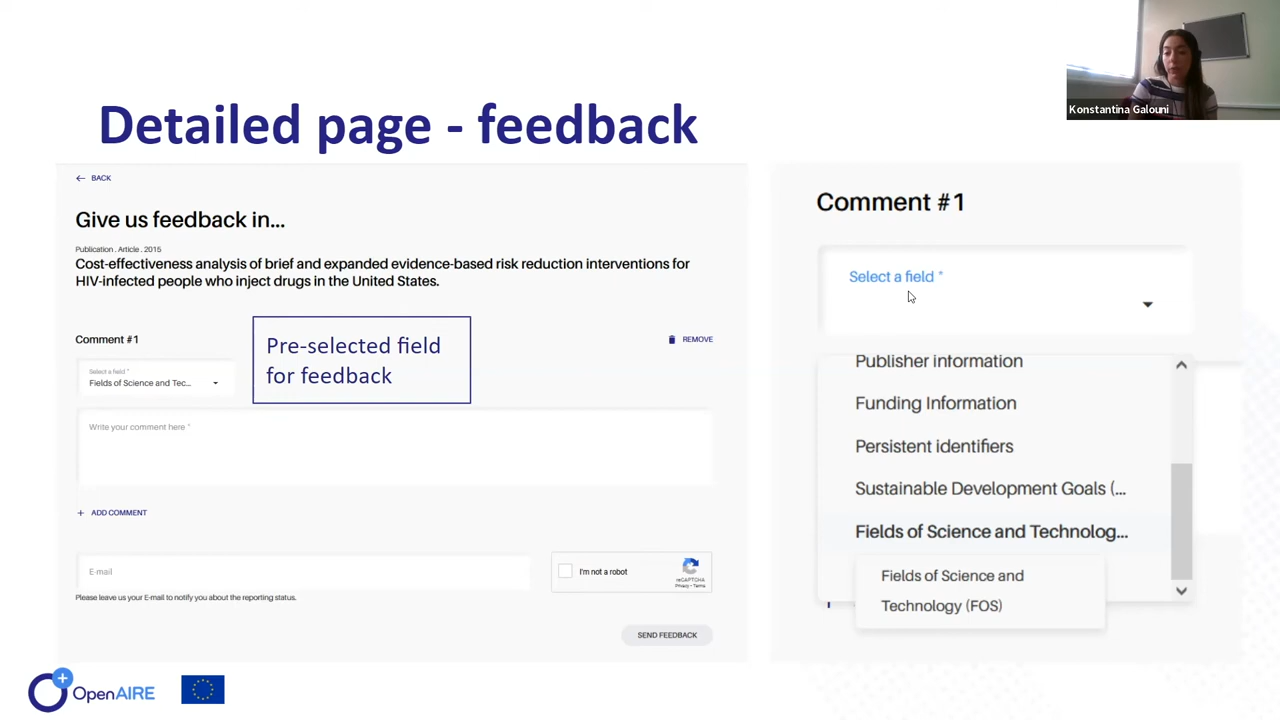 Konstantina Galouni
Detailed page - feedback
BACK
Give us feedback in...
Publication . Article . 2015
Cost-effectiveness analysis of brief and expanded evidence-based risk reduction interventions for
HIV-infected people who inject drugs in the United States.
Comment #1
Pre-selected field
for feedback
REMOVE
Select a field *
Fields of Science and Tec...
Write your comment here *
+ ADD COMMENT
E-mail
I'm not a robot
reCAPTCHA
Privacy - Terms
Please leave us your E-mail to notify you about the reporting status.
SEND FEEDBACK
Comment #1
Select a field *
Publisher information
Funding Information
Persistent identifiers
Sustainable Development Goals (...
Fields of Science and Technolog...
Fields of Science and
Technology (FOS)
OpenAIRE